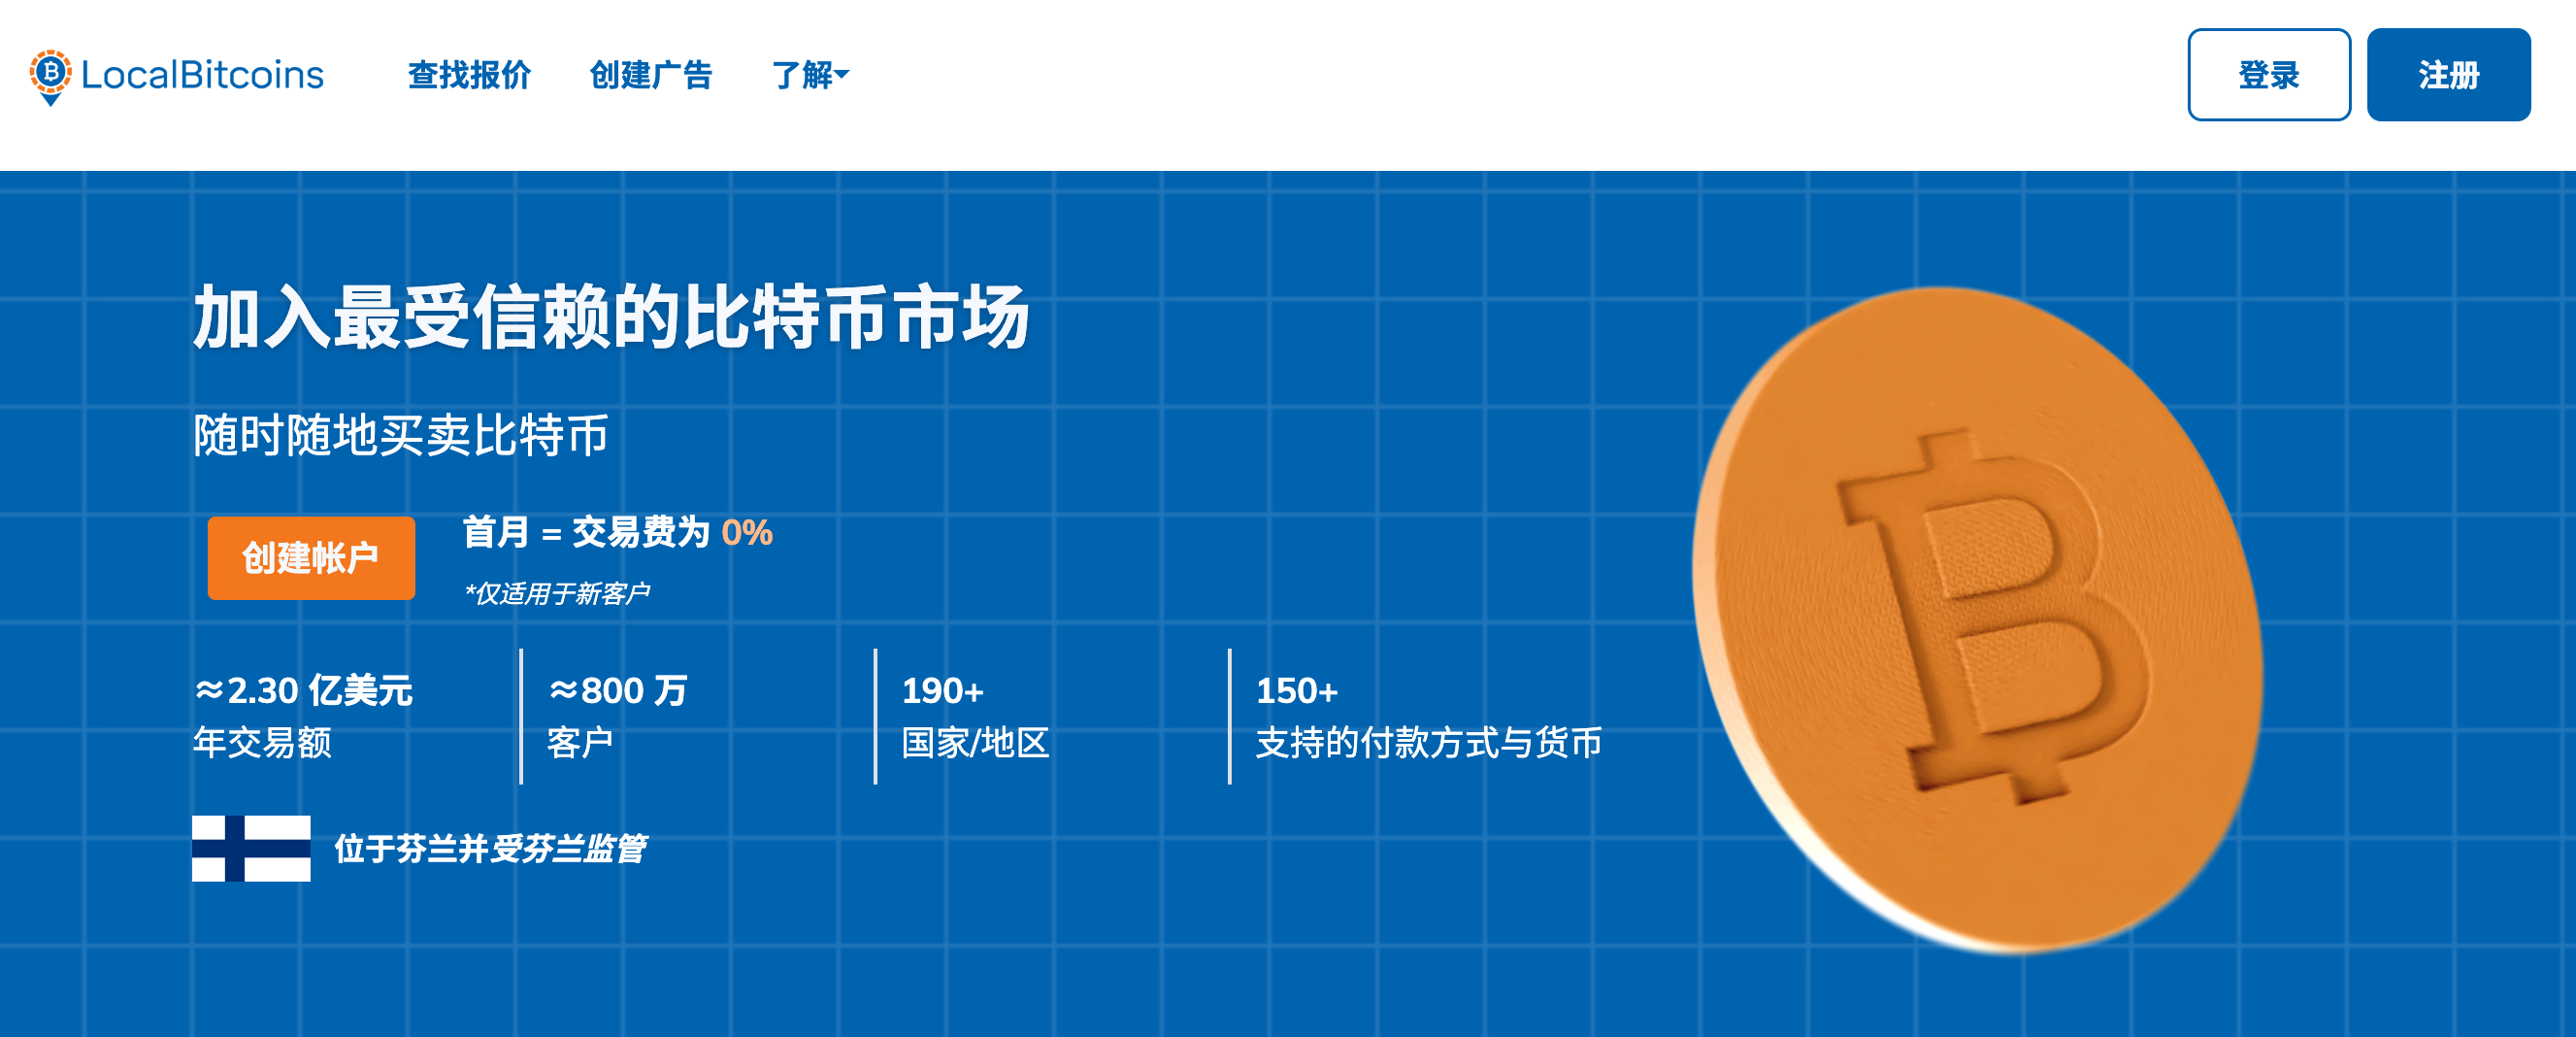 LocalBitcoins 查找报价 创建广告 了解 登录 注册
加入最受信赖的比特币市场
随时随地买卖比特币
创建帐户
首月 = 交易费为 0%
*仅适用于新客户
≈2.30 亿美元
年交易额
≈800 万
客户
190+
国家/地区
150+
支持的付款方式与货币
位于芬兰并受芬兰监管